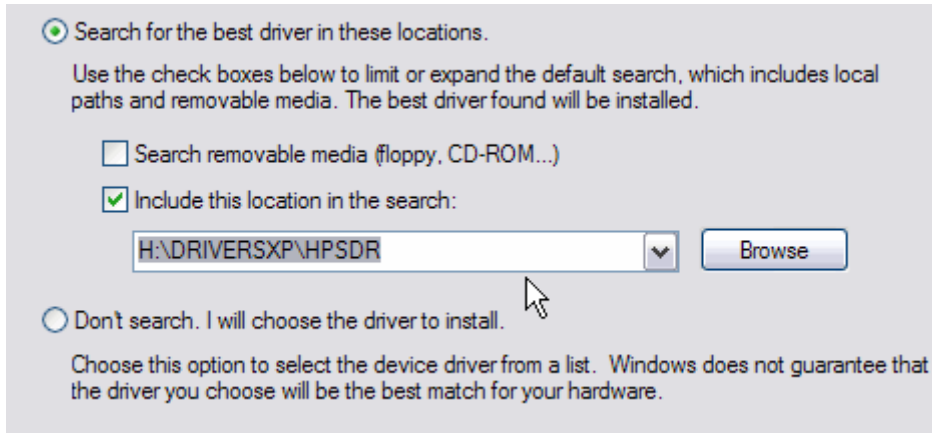 Search for the best driver in these locations.
Use the check boxes below to limit or expand the default search, which includes local
paths and removable media. The best driver found will be installed.
Search removable media (floppy, CD-ROM...)
Include this location in the search:
H:\DRIVERSXP\HPSDR
Browse
Don't search. I will choose the driver to install.
Choose this option to select the device driver from a list.  Windows does not guarantee that
the driver you choose will be the best match for your hardware.